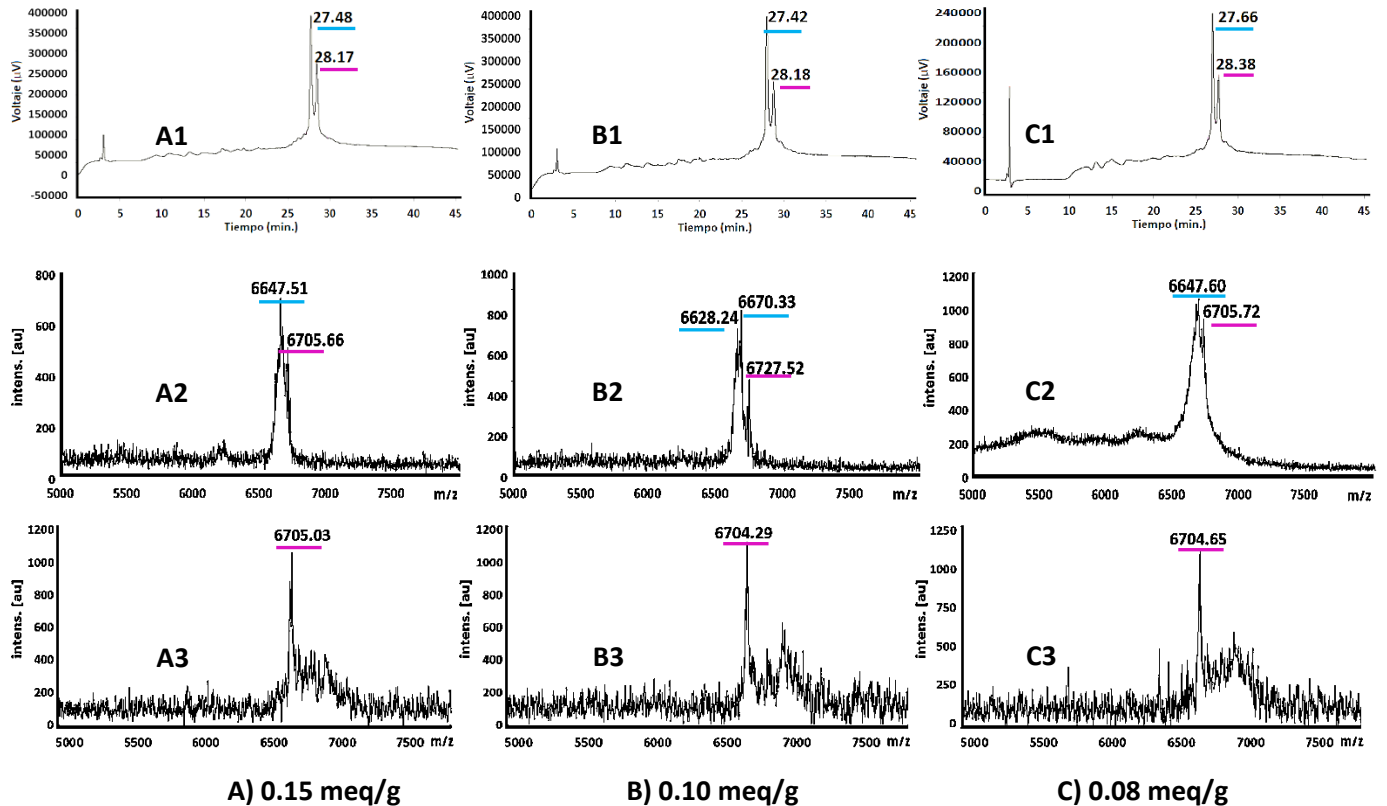 400000
350000
300000
250000
200000
150000
100000
50000
0
-50000
Voltaje (µV)
27.48
28.17
A1
0 5 10 15 20 25 30 35 40 45
Tiempo (min.)
400000
350000
300000
250000
200000
150000
100000
50000
0
Voltaje (µV)
27.42
28.18
B1
0 5 10 15 20 25 30 35 40 45
Tiempo (min.)
240000
200000
160000
120000
80000
40000
0
Voltaje (µV)
27.66
28.38
C1
0 5 10 15 20 25 30 35 40 45
Tiempo (min.)
800
600
400
200
0
intens. [au]
6647.51
6705.66
A2
5000 5500 6000 6500 7000 7500 m/z
1000
800
600
400
200
0
intens. [au]
6670.33
6628.24
6727.52
B2
5000 5500 6000 6500 7000 7500 m/z
1200
1000
800
600
400
200
0
intens. [au]
6647.60
6705.72
C2
5000 5500 6000 6500 7000 7500 m/z
1200
1000
800
600
400
200
0
intens. [au]
6705.03
A3
5000 5500 6000 6500 7000 7500 m/z
1200
1000
800
600
400
200
0
intens. [au]
6704.29
B3
5000 5500 6000 6500 7000 7500 m/z
1250
1000
750
500
250
0
intens. [au]
6704.65
C3
5000 5500 6000 6500 7000 7500 m/z
A) 0.15 meq/g
B) 0.10 meq/g
C) 0.08 meq/g